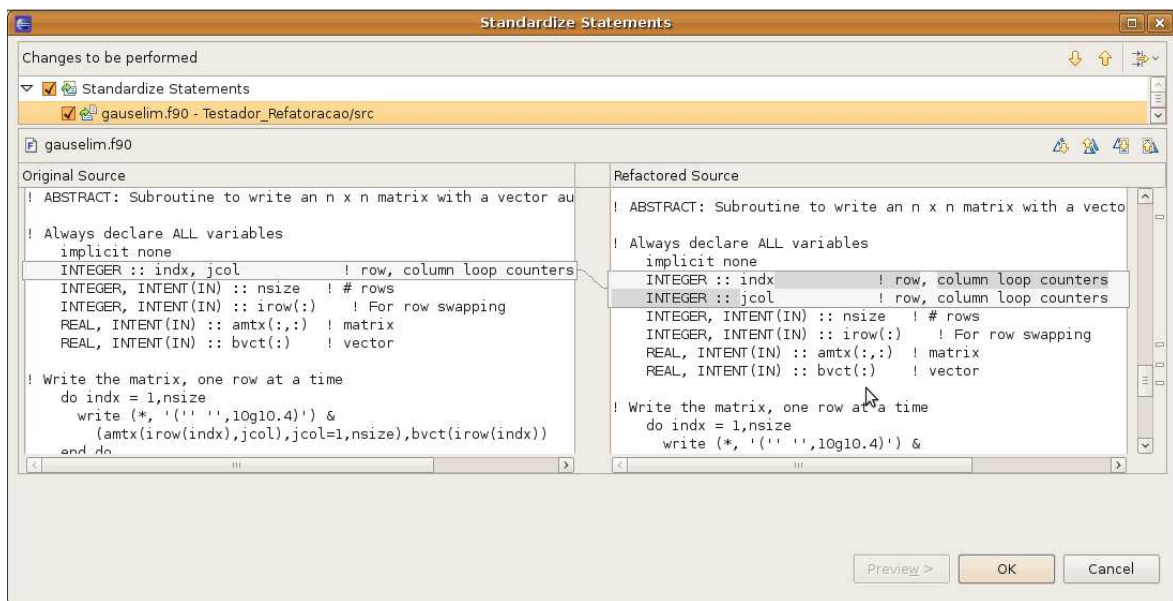 Standardize Statements
Changes to be performed
Standardize Statements
gauselim.f90 - Testador_Refatoracao/src
gauselim.f90
Original Source
! ABSTRACT: Subroutine to write an n x n matrix with a vector au
! Always declare ALL variables
implicit none
INTEGER :: indx, jcol ! row, column loop counters
INTEGER, INTENT(IN) :: nsize ! # rows
INTEGER, INTENT(IN) :: irow(:) ! For row swapping
REAL, INTENT(IN) :: amtx(:,:) ! matrix
REAL, INTENT(IN) :: bvct(:) ! vector
! Write the matrix, one row at a time
do indx = 1,nsize
write (*, '('' '',10g10.4)') &
(amtx(irow(indx),jcol),jcol=1,nsize),bvct(irow(indx))
end do
Refactored Source
! ABSTRACT: Subroutine to write an n x n matrix with a vecto
! Always declare ALL variables
implicit none
INTEGER :: indx ! row, column loop counters
INTEGER :: jcol ! row, column loop counters
INTEGER, INTENT(IN) :: nsize ! # rows
INTEGER, INTENT(IN) :: irow(:) ! For row swapping
REAL, INTENT(IN) :: amtx(:,:) ! matrix
REAL, INTENT(IN) :: bvct(:) ! vector
! Write the matrix, one row at a time
do indx = 1,nsize
write (*, '('' '',10g10.4)') &
Preview >
OK
Cancel